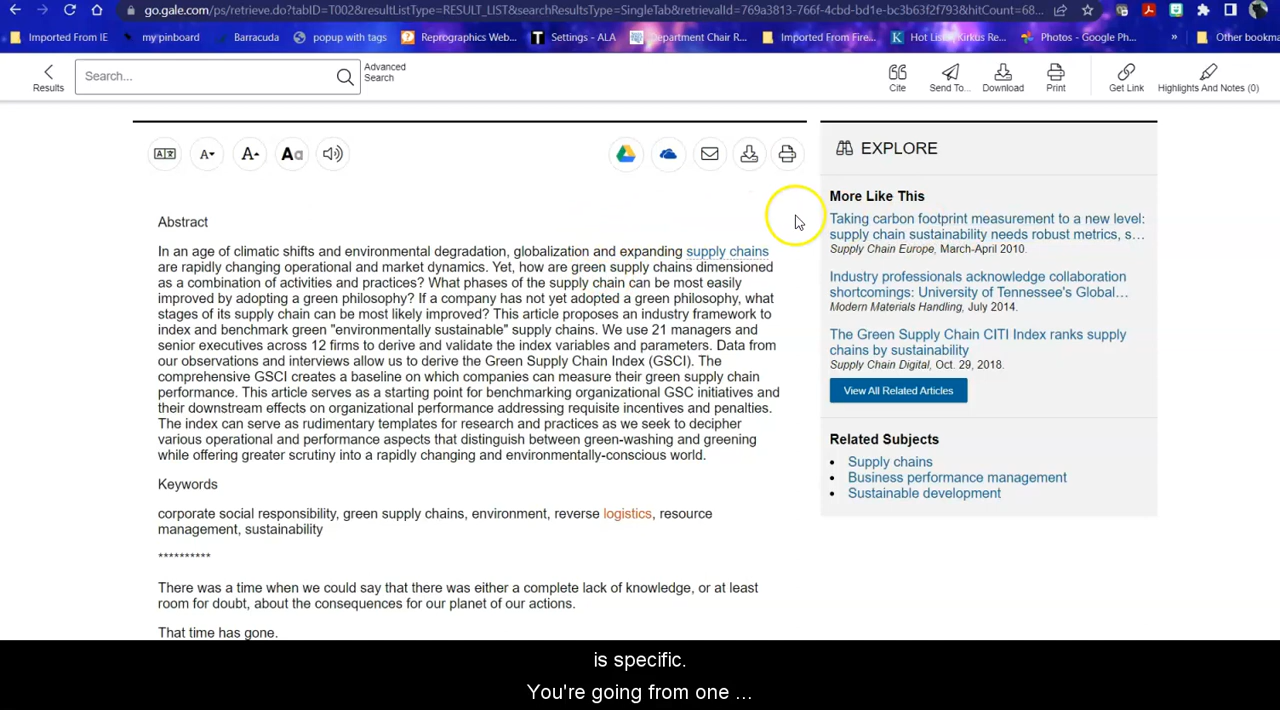 go.gale.com/ps/retrieve.do?tabID=T002&resultListType=RESULT_LIST&searchResultsType=SingleTab&retrievalId=769a3813-766f-4cbd-bd1e-bc3b63f2f793&hitCount=68...
Imported From IE my pinboard Barracuda popup with tags Reprographics Web... Settings - ALA Department Chair R... Imported From Fire... Hot List | Kirkus Re... Photos - Google Ph... » Other bookma
Results
Search...
Advanced
Search
Cite Send To... Download Print Get Link Highlights And Notes (0)
A A Aa
EXPLORE
More Like This
Taking carbon footprint measurement to a new level:
supply chain sustainability needs robust metrics, s...
Supply Chain Europe, March-April 2010.
Industry professionals acknowledge collaboration
shortcomings: University of Tennessee's Global...
Modern Materials Handling, July 2014.
The Green Supply Chain CITI Index ranks supply
chains by sustainability
Supply Chain Digital, Oct. 29, 2018.
View All Related Articles
Related Subjects
• Supply chains
• Business performance management
• Sustainable development
Abstract
In an age of climatic shifts and environmental degradation, globalization and expanding supply chains
are rapidly changing operational and market dynamics. Yet, how are green supply chains dimensioned
as a combination of activities and practices? What phases of the supply chain can be most easily
improved by adopting a green philosophy? If a company has not yet adopted a green philosophy, what
stages of its supply chain can be most likely improved? This article proposes an industry framework to
index and benchmark green "environmentally sustainable" supply chains. We use 21 managers and
senior executives across 12 firms to derive and validate the index variables and parameters. Data from
our observations and interviews allow us to derive the Green Supply Chain Index (GSCI). The
comprehensive GSCI creates a baseline on which companies can measure their green supply chain
performance. This article serves as a starting point for benchmarking organizational GSC initiatives and
their downstream effects on organizational performance addressing requisite incentives and penalties.
The index can serve as rudimentary templates for research and practices as we seek to decipher
various operational and performance aspects that distinguish between green-washing and greening
while offering greater scrutiny into a rapidly changing and environmentally-conscious world.
Keywords
corporate social responsibility, green supply chains, environment, reverse logistics, resource
management, sustainability
**********
There was a time when we could say that there was either a complete lack of knowledge, or at least
room for doubt, about the consequences for our planet of our actions.
That time has gone.
is specific.
You're going from one ...